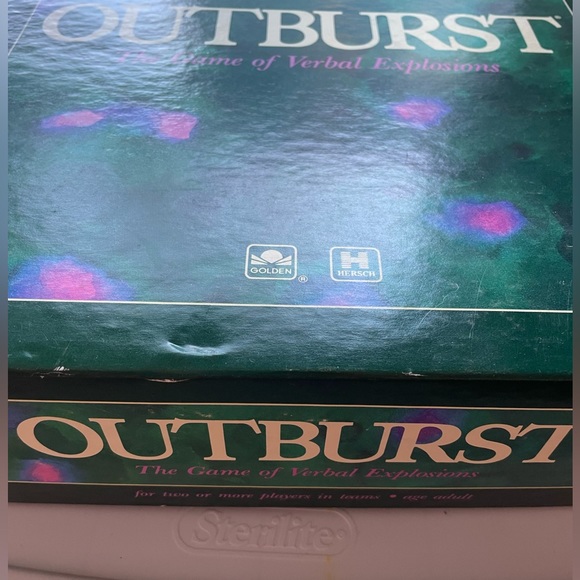 OUTBURST®
The Game of Verbal Explosions
GOLDEN®
H
HERSCH
OUTBURST
The Game of Verbal Explosions
for two or more players in teams • age adult
Sterilite®